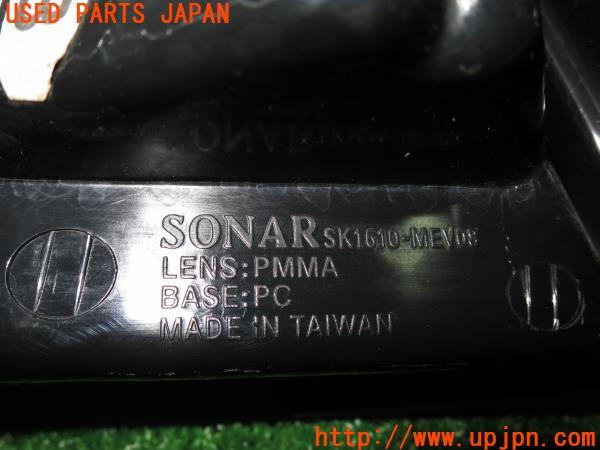 USED PARTS JAPAN
SONAR SK1610-MEV08
LENS:PMMA
BASE:PC
MADE IN TAIWAN
http://www.upjpn.com